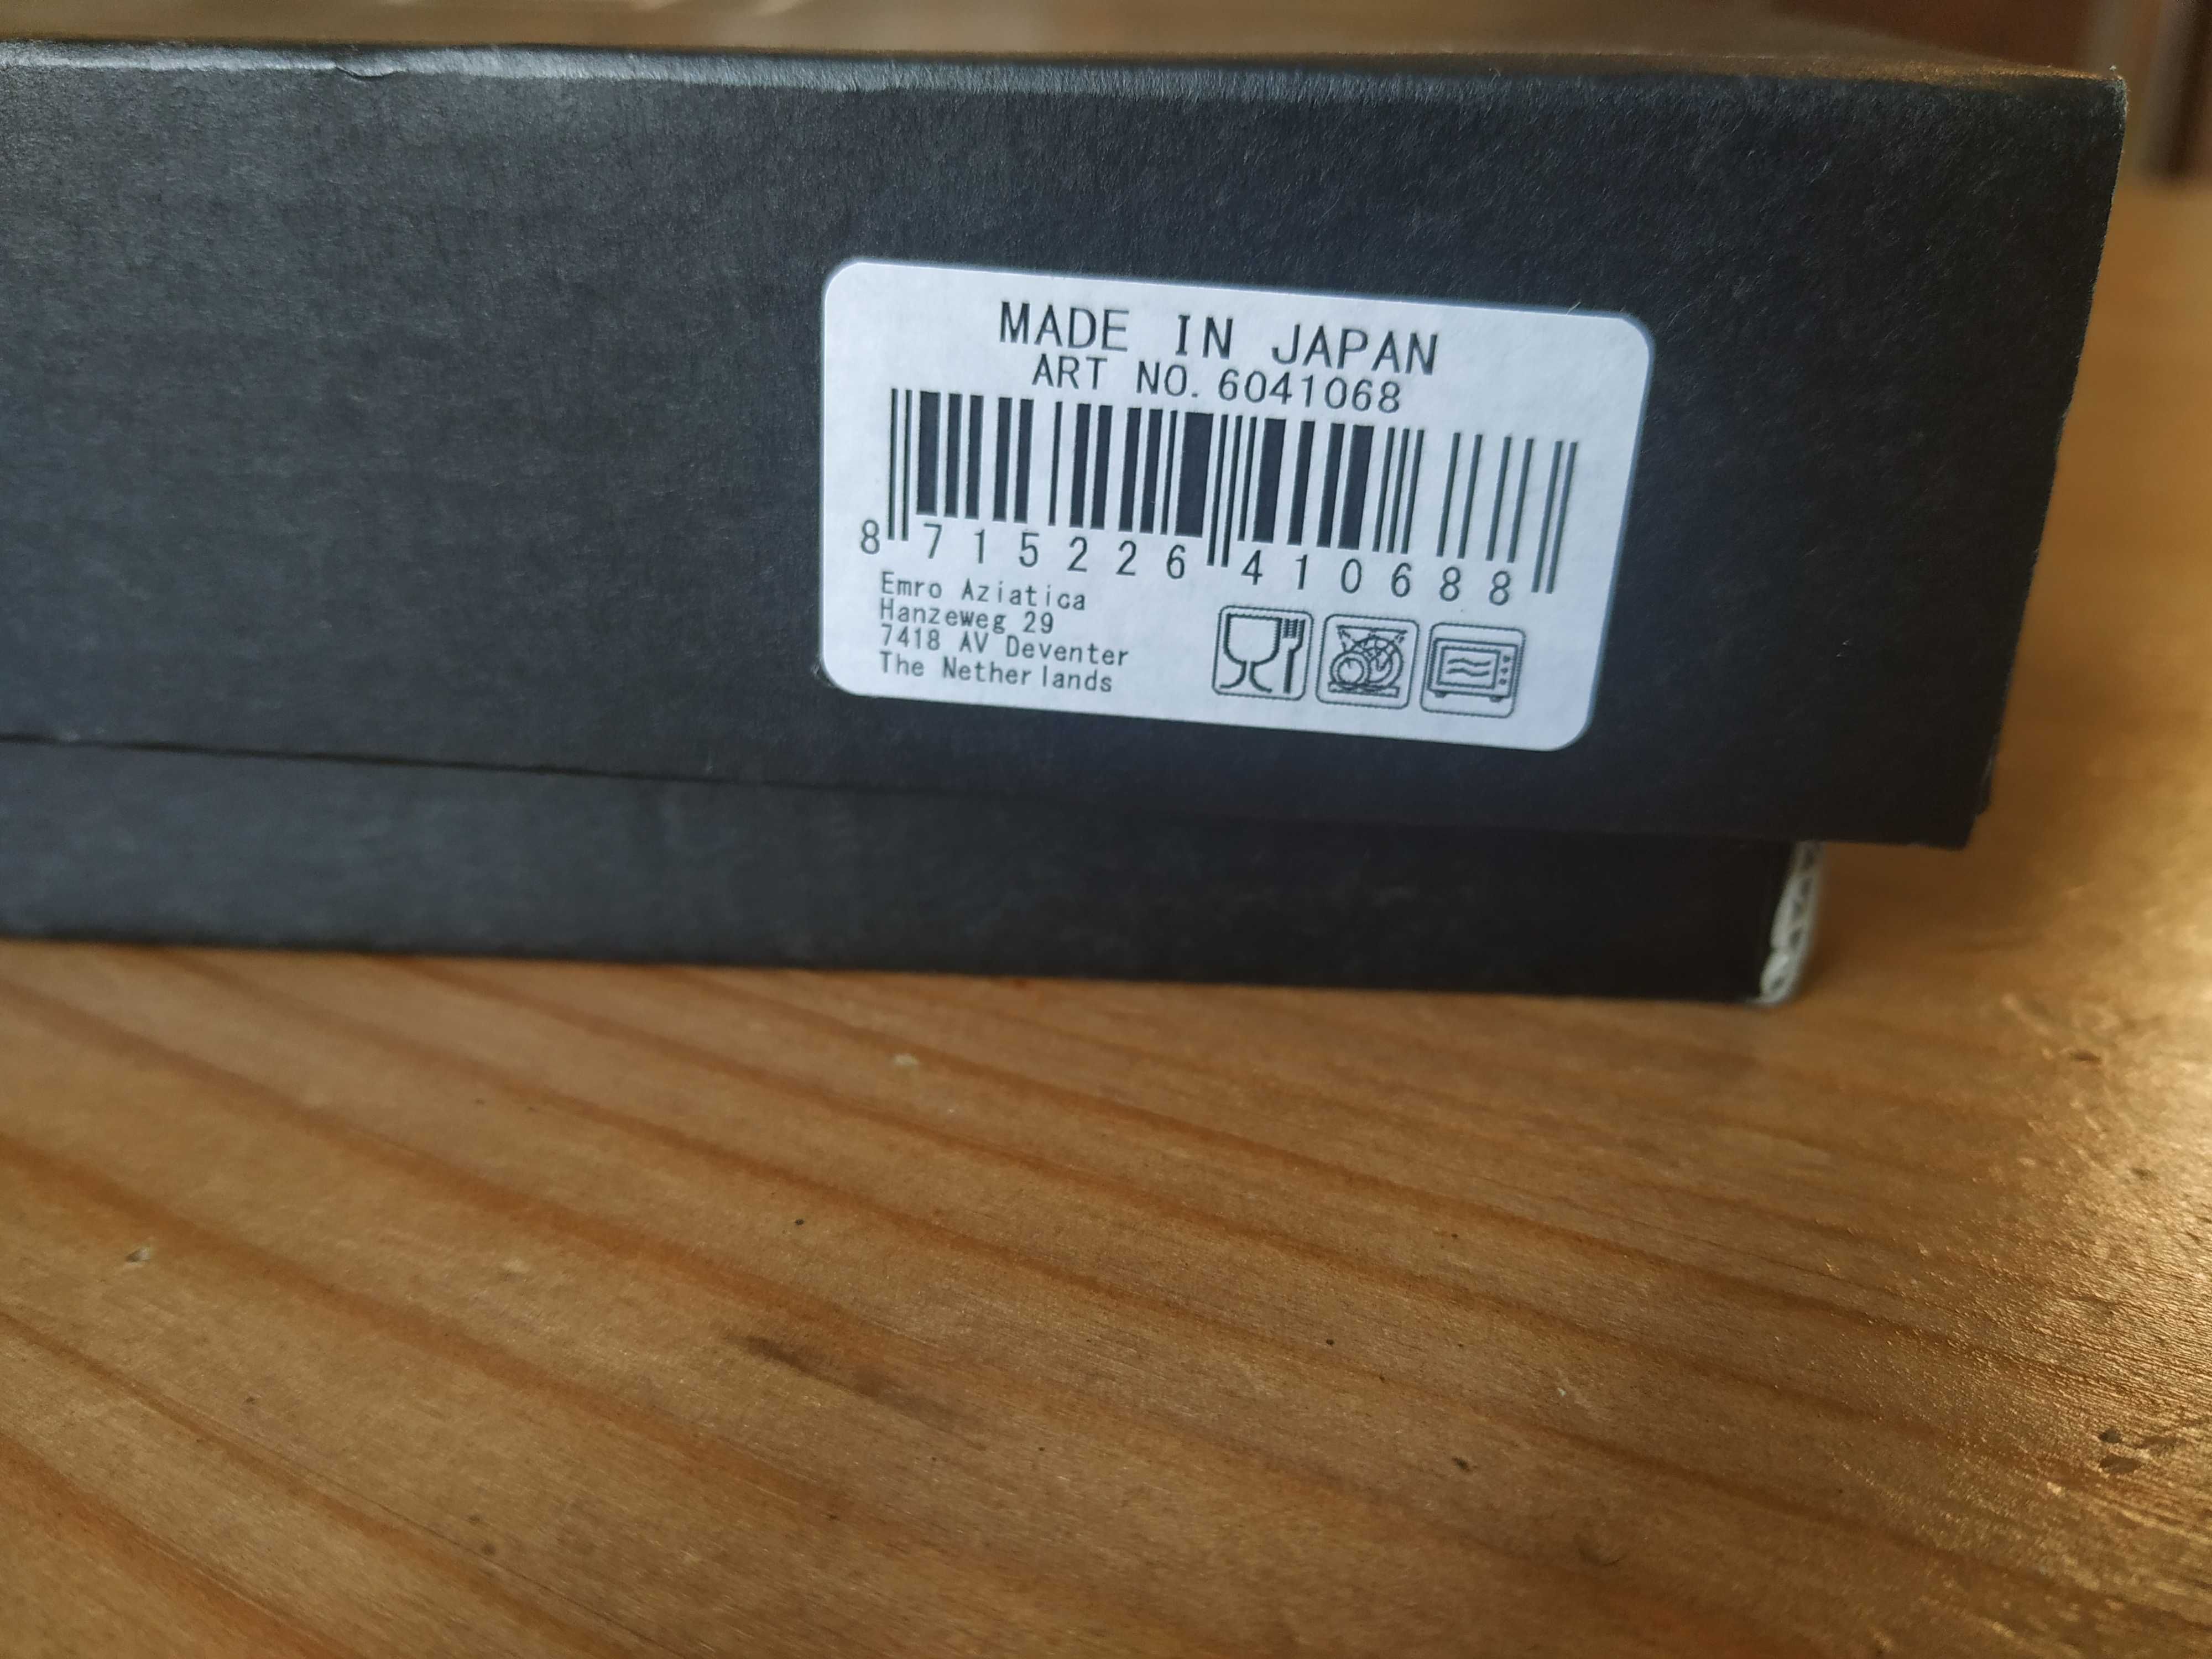 MADE IN JAPAN
ART NO. 6041068
8 715226 410688
Emro Aziatica
Hanzeweg 29
7418 AV Deventer
The Netherlands